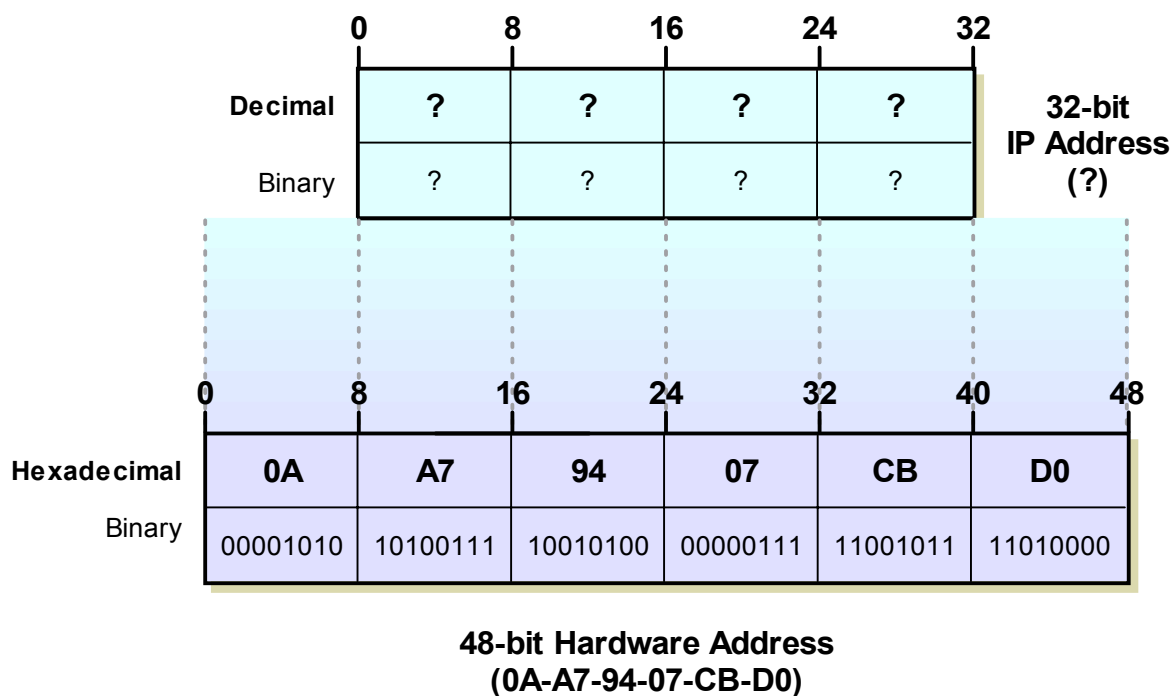 0 8 16 24 32
Decimal ? ? ? ?
Binary ? ? ? ?
32-bit
IP Address
(?)
0 8 16 24 32 40 48
Hexadecimal 0A A7 94 07 CB D0
Binary 00001010 10100111 10010100 00000111 11001011 11010000
48-bit Hardware Address
(0A-A7-94-07-CB-D0)